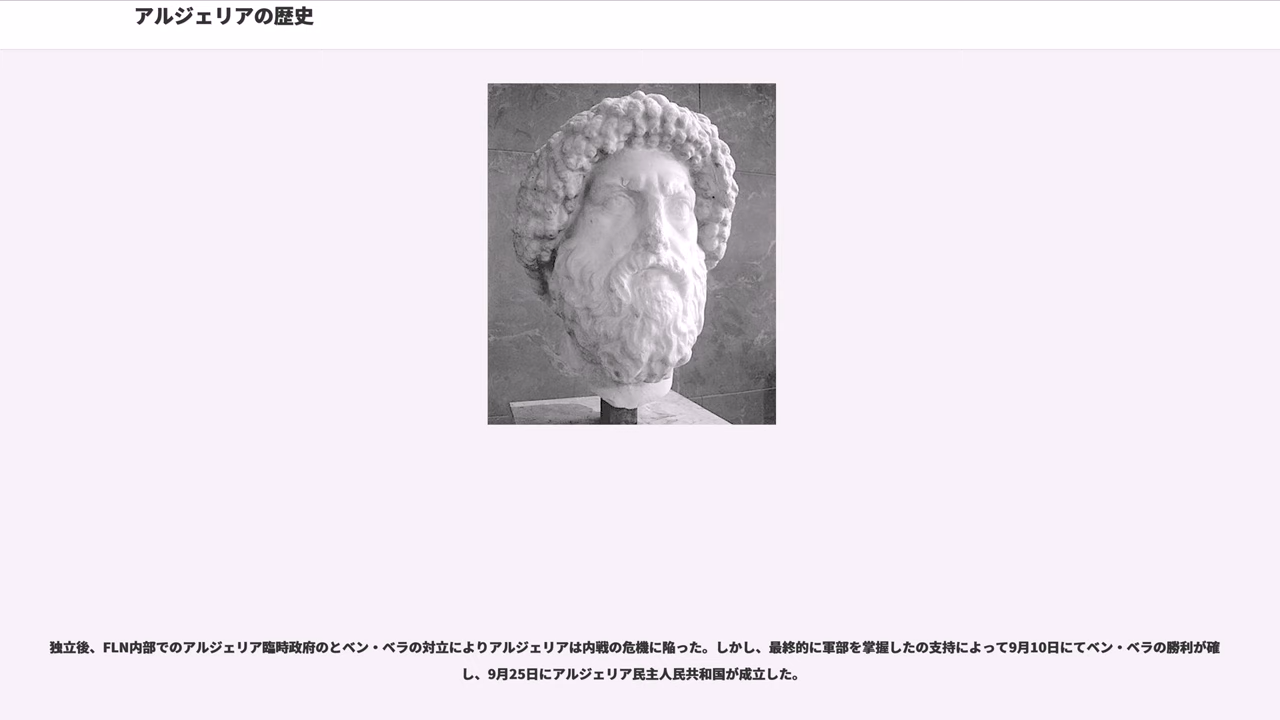 アルジェリアの歴史
独立後、FLN内部でのアルジェリア臨時政府のとベン・ベラの対立によりアルジェリアは内戦の危機に陥った。しかし、最終的に軍部を掌握したの支持によって9月10日にてベン・ベラの勝利が確
し、9月25日にアルジェリア民主人民共和国が成立した。